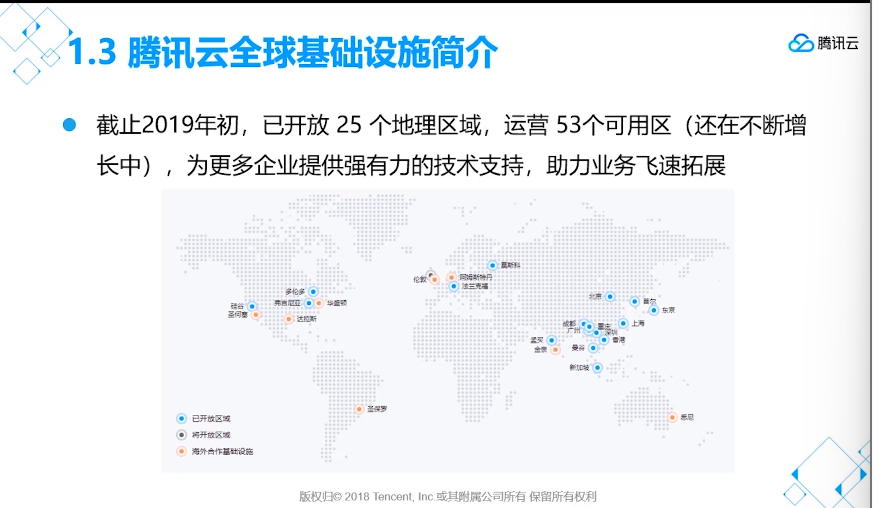 1.3 腾讯云全球基础设施简介
腾讯云
截止2019年初，已开放 25 个地理区域，运营 53个可用区（还在不断增
长中），为更多企业提供强有力的技术支持，助力业务飞速拓展
莫斯科
伦敦
阿姆斯特丹
法兰克福
多伦多
弗吉尼亚
华盛顿
硅谷
圣何塞
达拉斯
北京
首尔
东京
成都
重庆
上海
广州
深圳
香港
孟买
金奈
曼谷
新加坡
圣保罗
悉尼
已开放区域
将开放区域
海外合作基础设施
版权归© 2018 Tencent, Inc.或其附属公司所有 保留所有权利